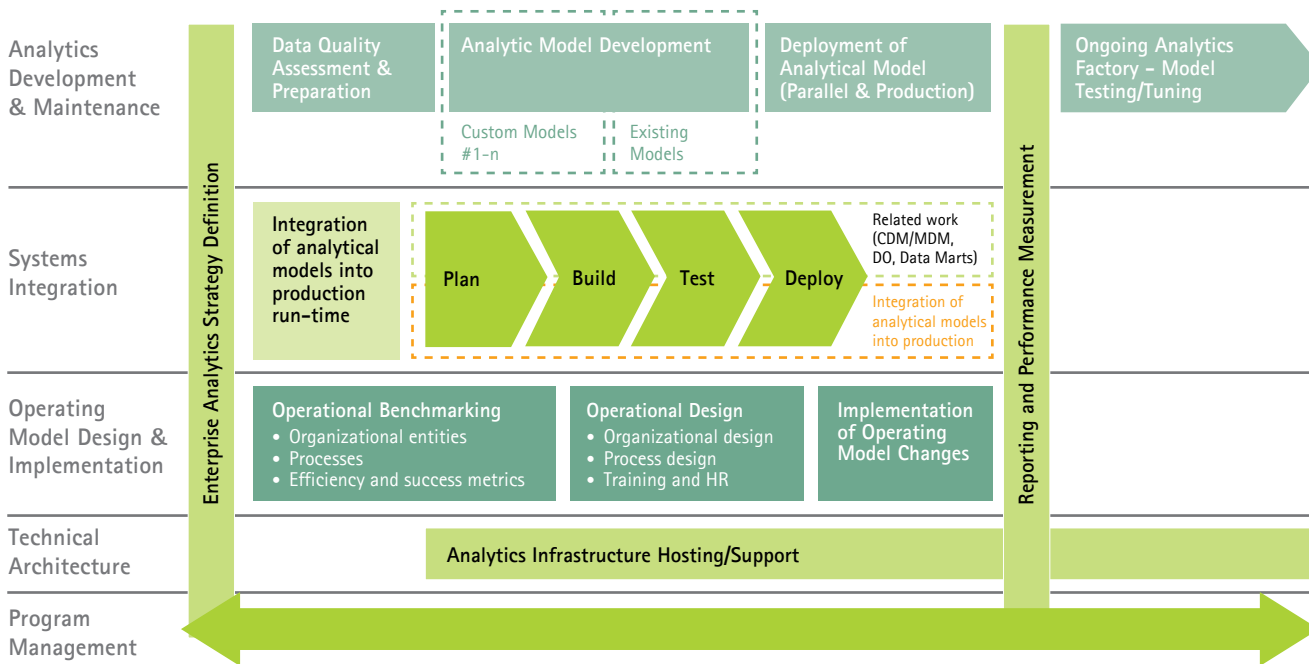 Analytics
Development
& Maintenance
Data Quality
Assessment &
Preparation
Analytic Model Development
Custom Models
#1-n
Existing
Models
Deployment of
Analytical Model
(Parallel & Production)
Ongoing Analytics
Factory - Model
Testing/Tuning
Enterprise Analytics Strategy Definition
Reporting and Performance Measurement
Systems
Integration
Integration
of analytical
models into
production
run-time
Plan
Build
Test
Deploy
Related work
(CDM/MDM,
DO, Data Marts)
Integration of
analytical models
into production
Operating
Model Design &
Implementation
Operational Benchmarking
• Organizational entities
• Processes
• Efficiency and success metrics
Operational Design
• Organizational design
• Process design
• Training and HR
Implementation
of Operating
Model Changes
Technical
Architecture
Analytics Infrastructure Hosting/Support
Program
Management